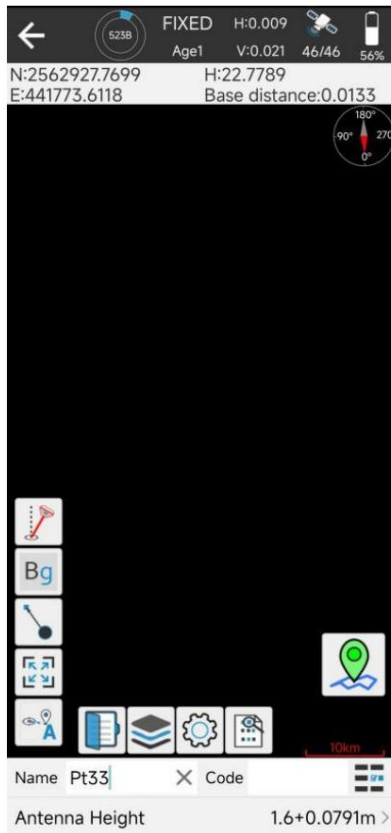 FIXED H:0.009
523B
Age1 V:0.021 46/46 56%
N:2562927.7699 H:22.7789
E:441773.6118 Base distance:0.0133
180°
90° 270
0°
Bg
A
10km
Name Pt33 Code
Antenna Height 1.6+0.0791m